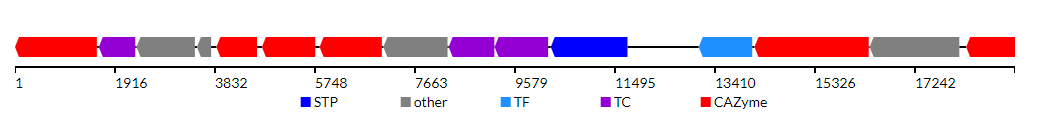 1 1916 3832 5748 7663 9579 11495 13410 15326 17242
STP other TF TC CAZyme